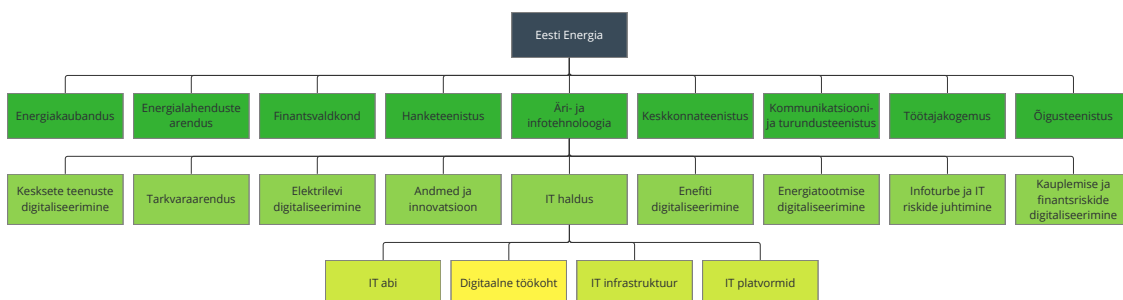 Eesti Energia
Energiakaubandus
Energialahenduste
arendus
Finantsvaldkond
Hanketeenistus
Äri- ja
infotehnoloogia
Keskkonnateenistus
Kommunikatsiooni-
ja turundusteenistus
Töötajakogemus
Õigusteenistus
Kesksete teenuste
digitaliseerimine
Tarkvaraarendus
Elektrilevi
digitaliseerimine
Andmed ja
innovatsioon
IT haldus
Enefiti
digitaliseerimine
Energiatootmise
digitaliseerimine
Infoturbe ja IT
riskide juhtimine
Kauplemise ja
finantsriskide
digitaliseerimine
IT abi
Digitaalne töökoht
IT infrastruktuur
IT platvormid